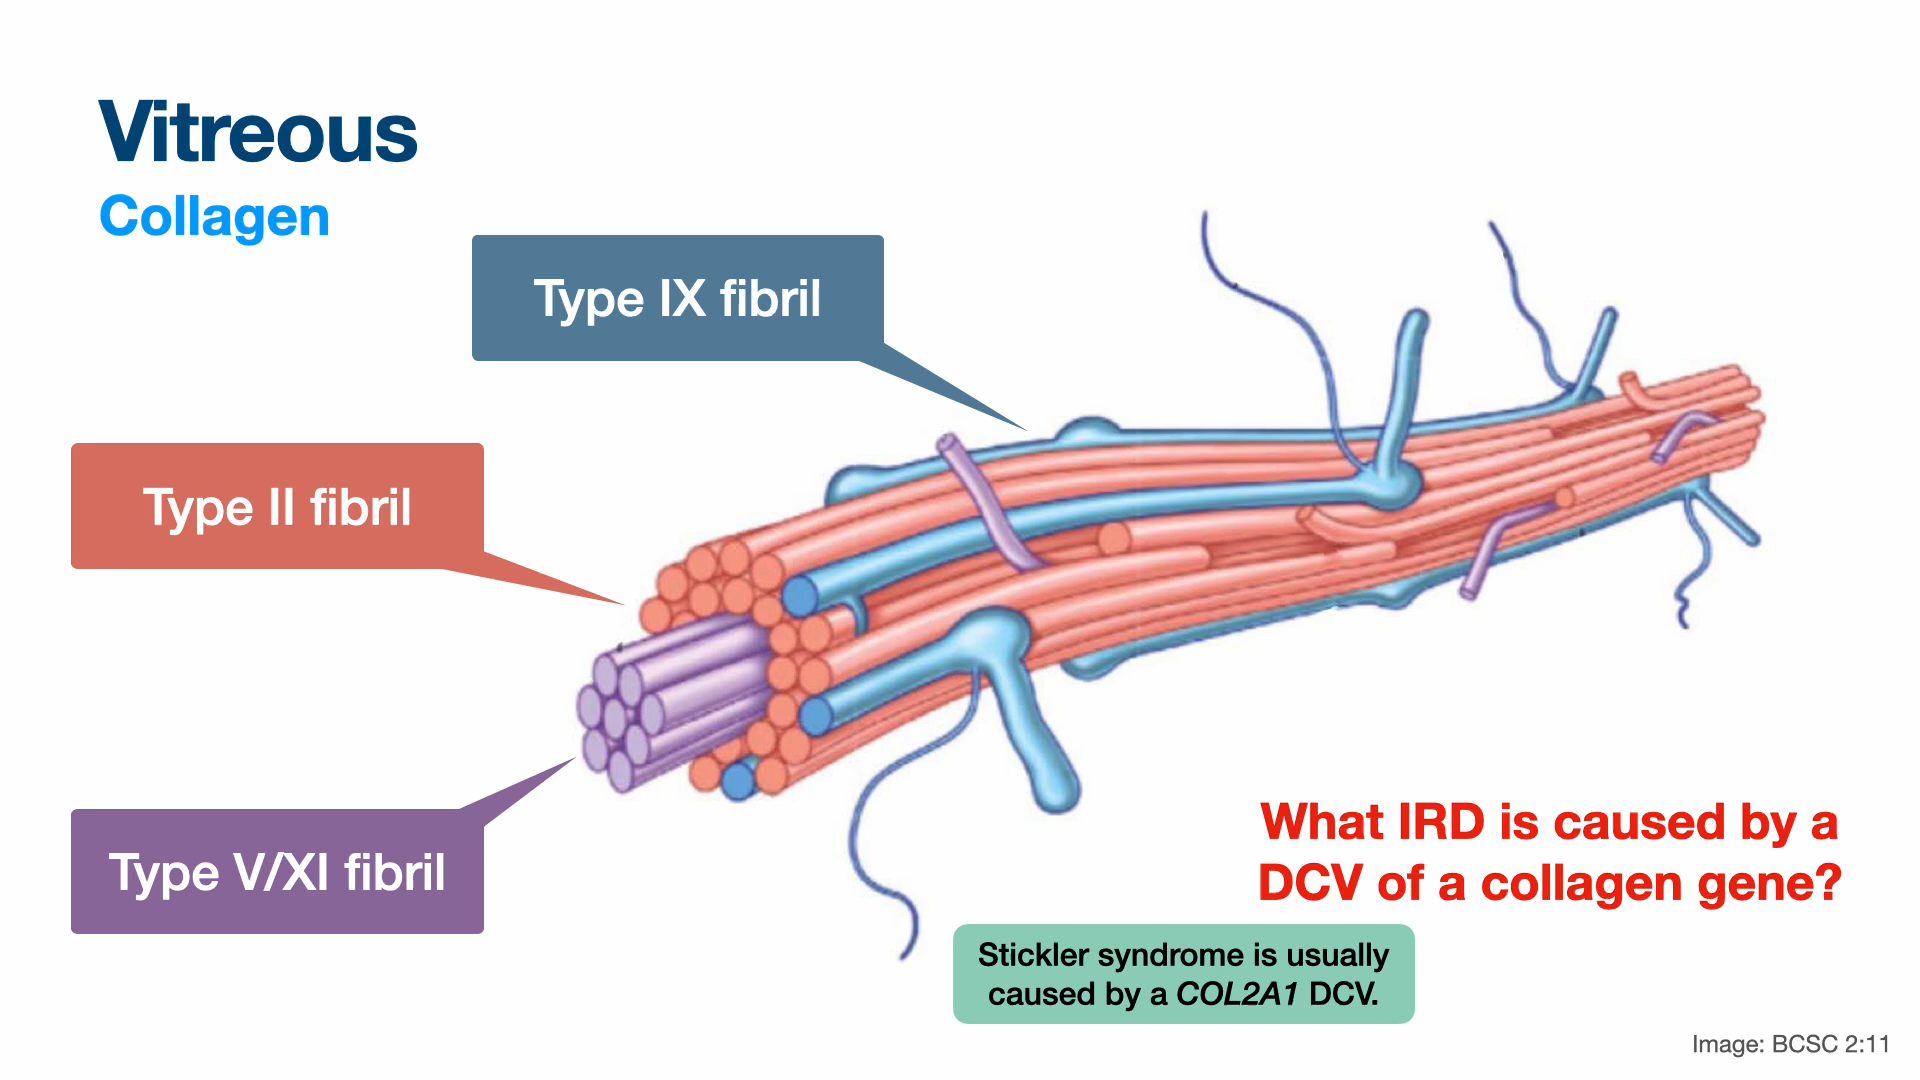 Vitreous
Collagen
Type IX fibril
Type II fibril
Type V/XI fibril
What IRD is caused by a
DCV of a collagen gene?
Stickler syndrome is usually
caused by a COL2A1 DCV.
Image: BCSC 2:11